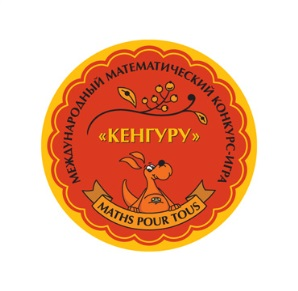 МЕЖДУНАРОДНЫЙ МАТЕМАТИЧЕСКИЙ КОНКУРС-ИГРА
«КЕНГУРУ»
MATHS POUR TOUS